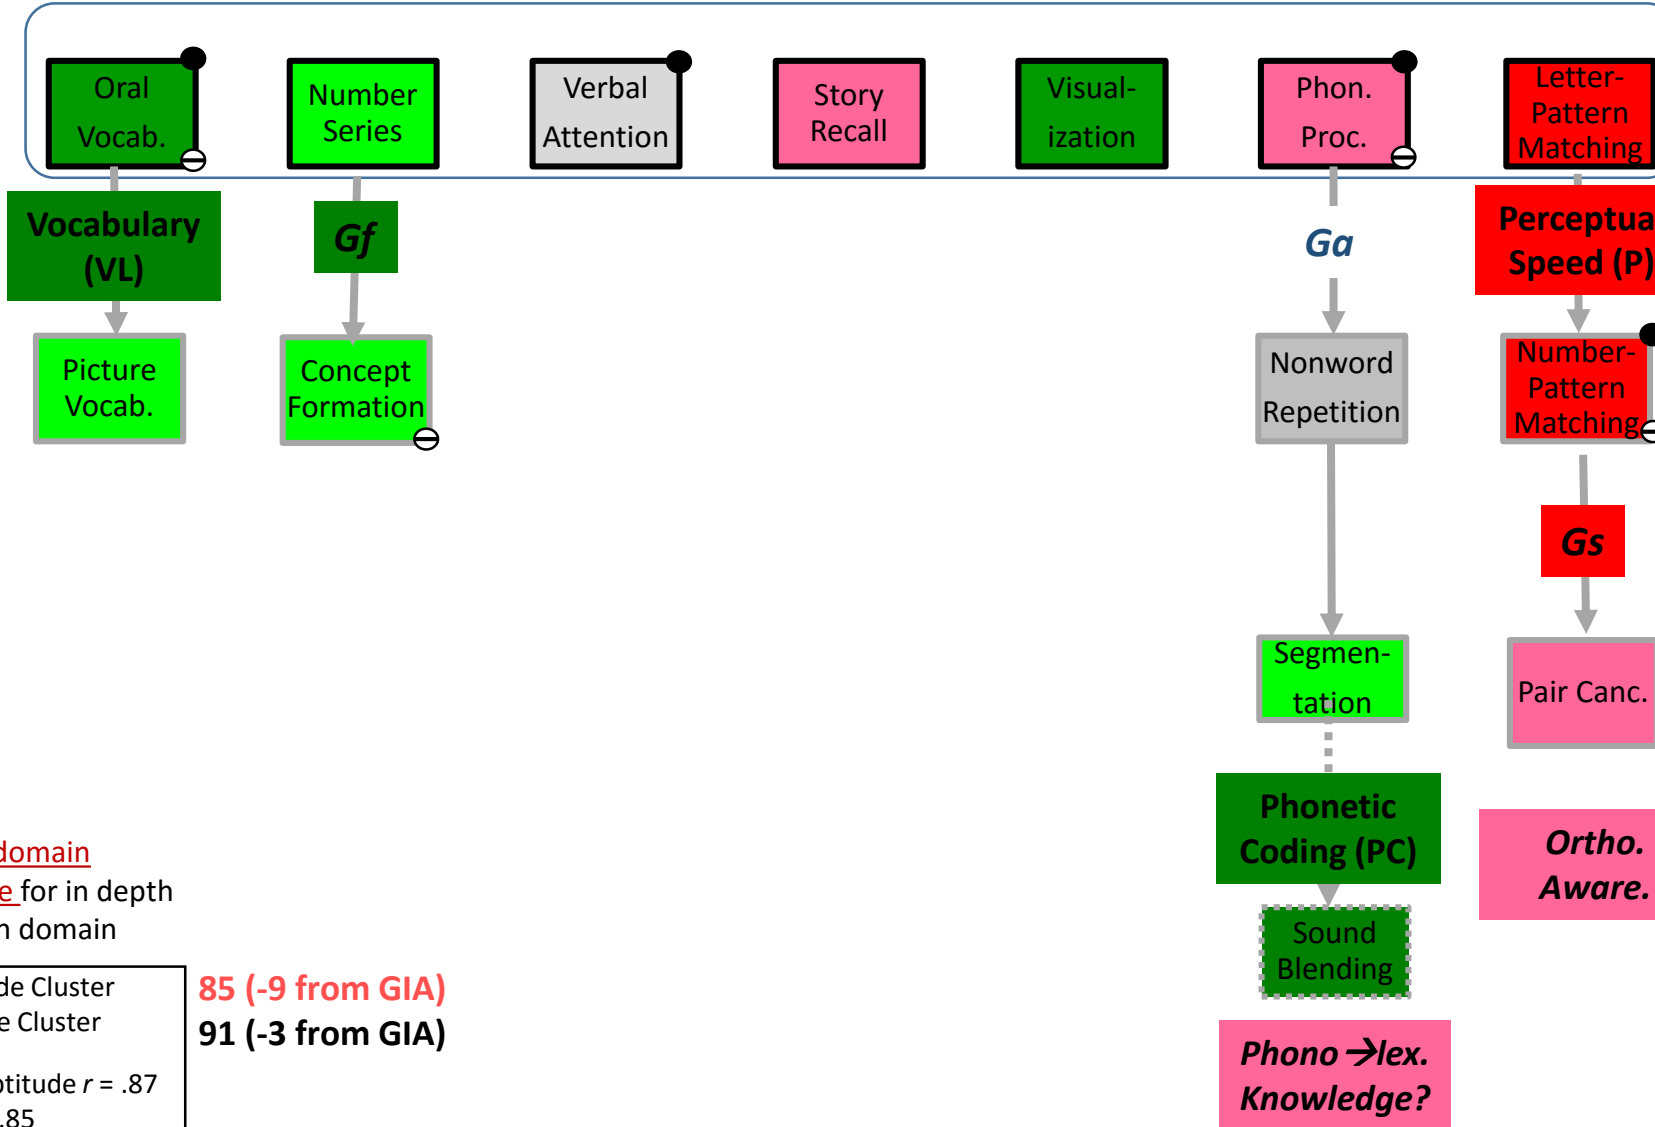 Oral
Vocab.
Number
Series
Verbal
Attention
Story
Recall
Visual-
ization
Phon.
Proc.
Letter-
Pattern
Matching
Vocabulary
(VL)
Gf
Ga
Perceptua
Speed (P)
Picture
Vocab.
Concept
Formation
Nonword
Repetition
Number-
Pattern
Matching
Gs
Segmen-
tation
Pair Canc.
Phonetic
Coding (PC)
Ortho.
Aware.
Sound
Blending
Phono→lex.
Knowledge?
domain
e for in depth
n domain
de Cluster
e Cluster
ptitude r = .87
.85
85 (-9 from GIA)
91 (-3 from GIA)